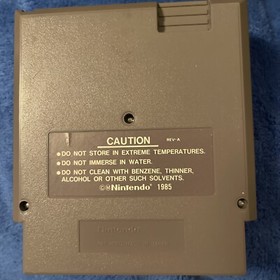 CAUTION
REV-A
•DO NOT STORE IN EXTREME TEMPERATURES.
•DO NOT IMMERSE IN WATER.
•DO NOT CLEAN WITH BENZENE, THINNER,
ALCOHOL OR OTHER SUCH SOLVENTS.
©®Nintendo® 1985